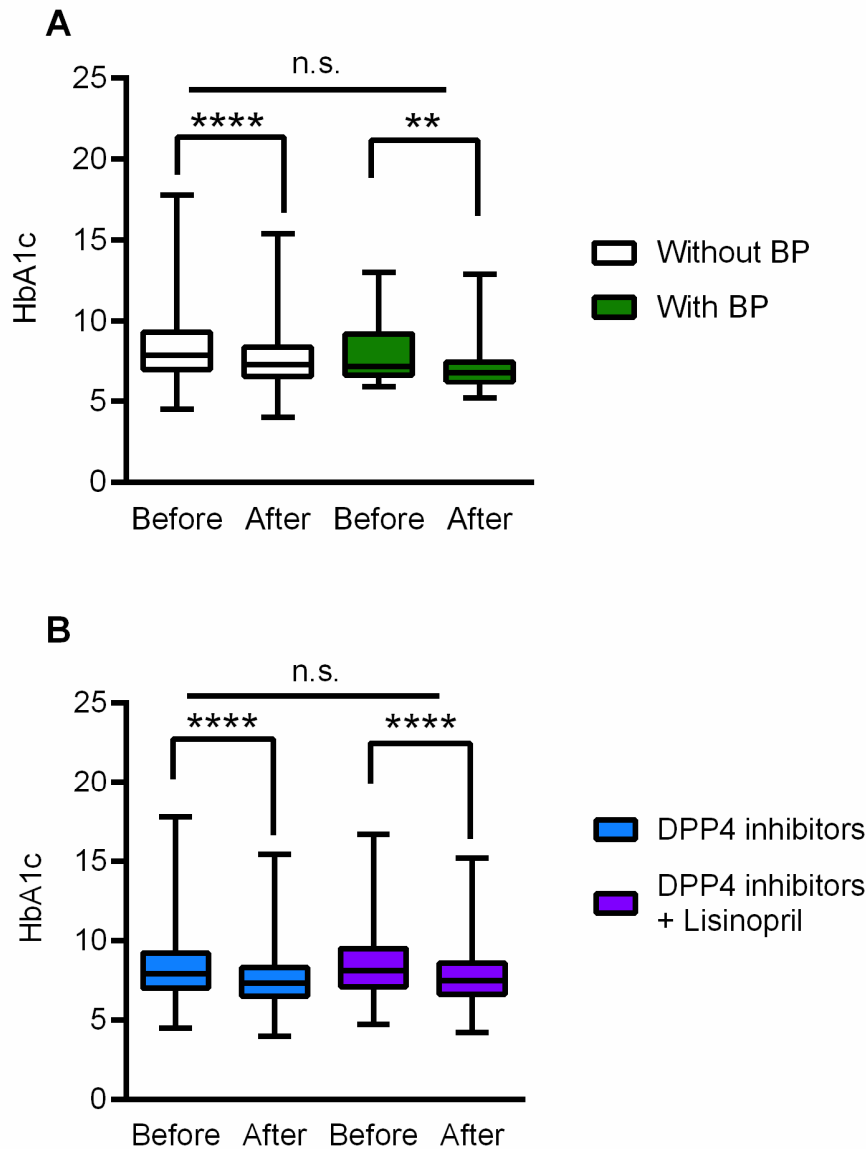 A
n.s.
25
**** **
20
15
10
5
0
HbA1c
Before After Before After
Without BP
With BP
B
n.s.
25
**** ****
20
15
10
5
0
HbA1c
Before After Before After
DPP4 inhibitors
DPP4 inhibitors
+ Lisinopril